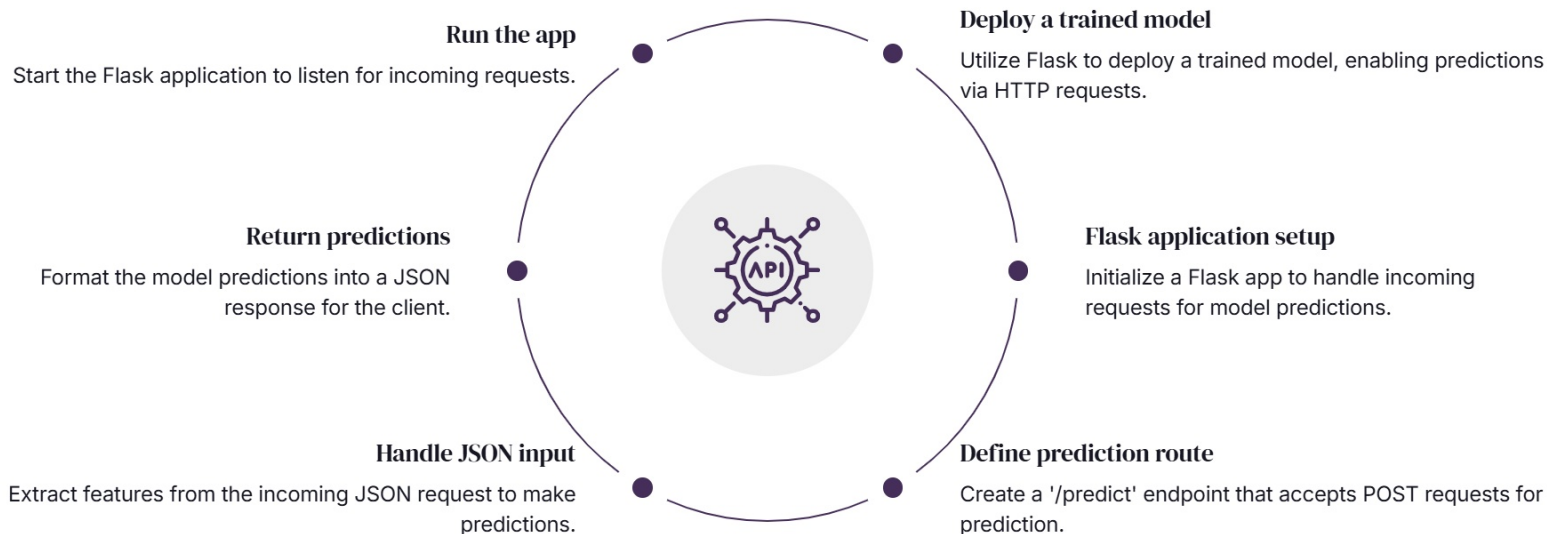 Deploy a trained model
Utilize Flask to deploy a trained model, enabling predictions
via HTTP requests.
Flask application setup
Initialize a Flask app to handle incoming
requests for model predictions.
Define prediction route
Create a '/predict' endpoint that accepts POST requests for
prediction.
Handle JSON input
Extract features from the incoming JSON request to make
predictions.
Return predictions
Format the model predictions into a JSON
response for the client.
Run the app
Start the Flask application to listen for incoming requests.
API